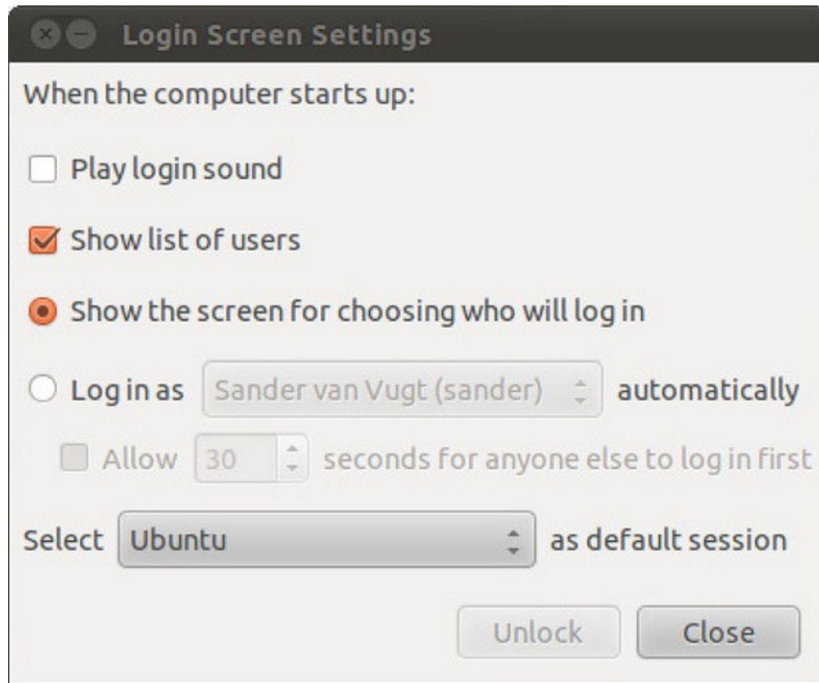 Login Screen Settings
When the computer starts up:
Play login sound
Show list of users
Show the screen for choosing who will log in
Log in as Sander van Vugt (sander) automatically
Allow 30 seconds for anyone else to log in first
Select Ubuntu as default session
Unlock Close